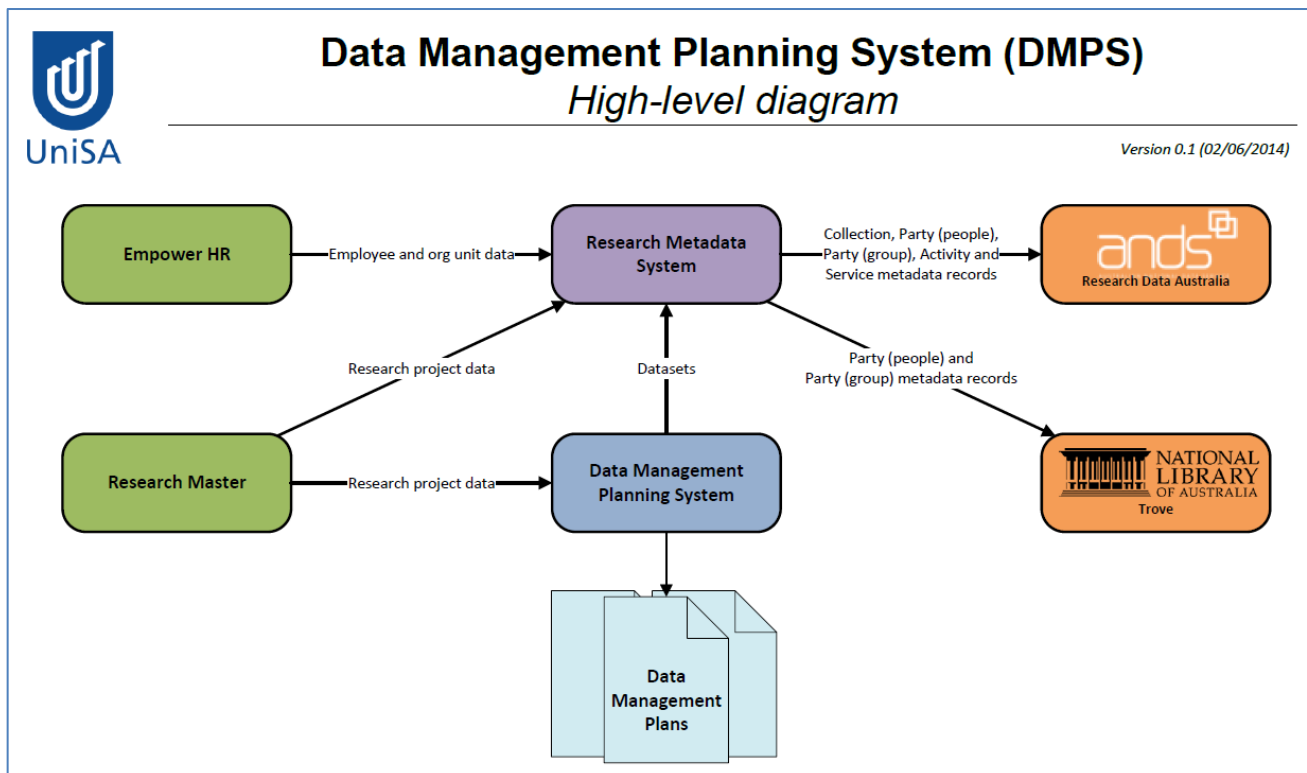 Data Management Planning System (DMPS)
High-level diagram
UniSA
Version 0.1 (02/06/2014)
Empower HR
Employee and org unit data
Research Metadata
System
Collection, Party (people),
Party (group), Activity and
Service metadata records
ands
Research Data Australia
Research project data
Datasets
Party (people) and
Party (group) metadata records
Research Master
Research project data
Data Management
Planning System
NATIONAL
LIBRARY
OF AUSTRALIA
Trove
Data
Management
Plans